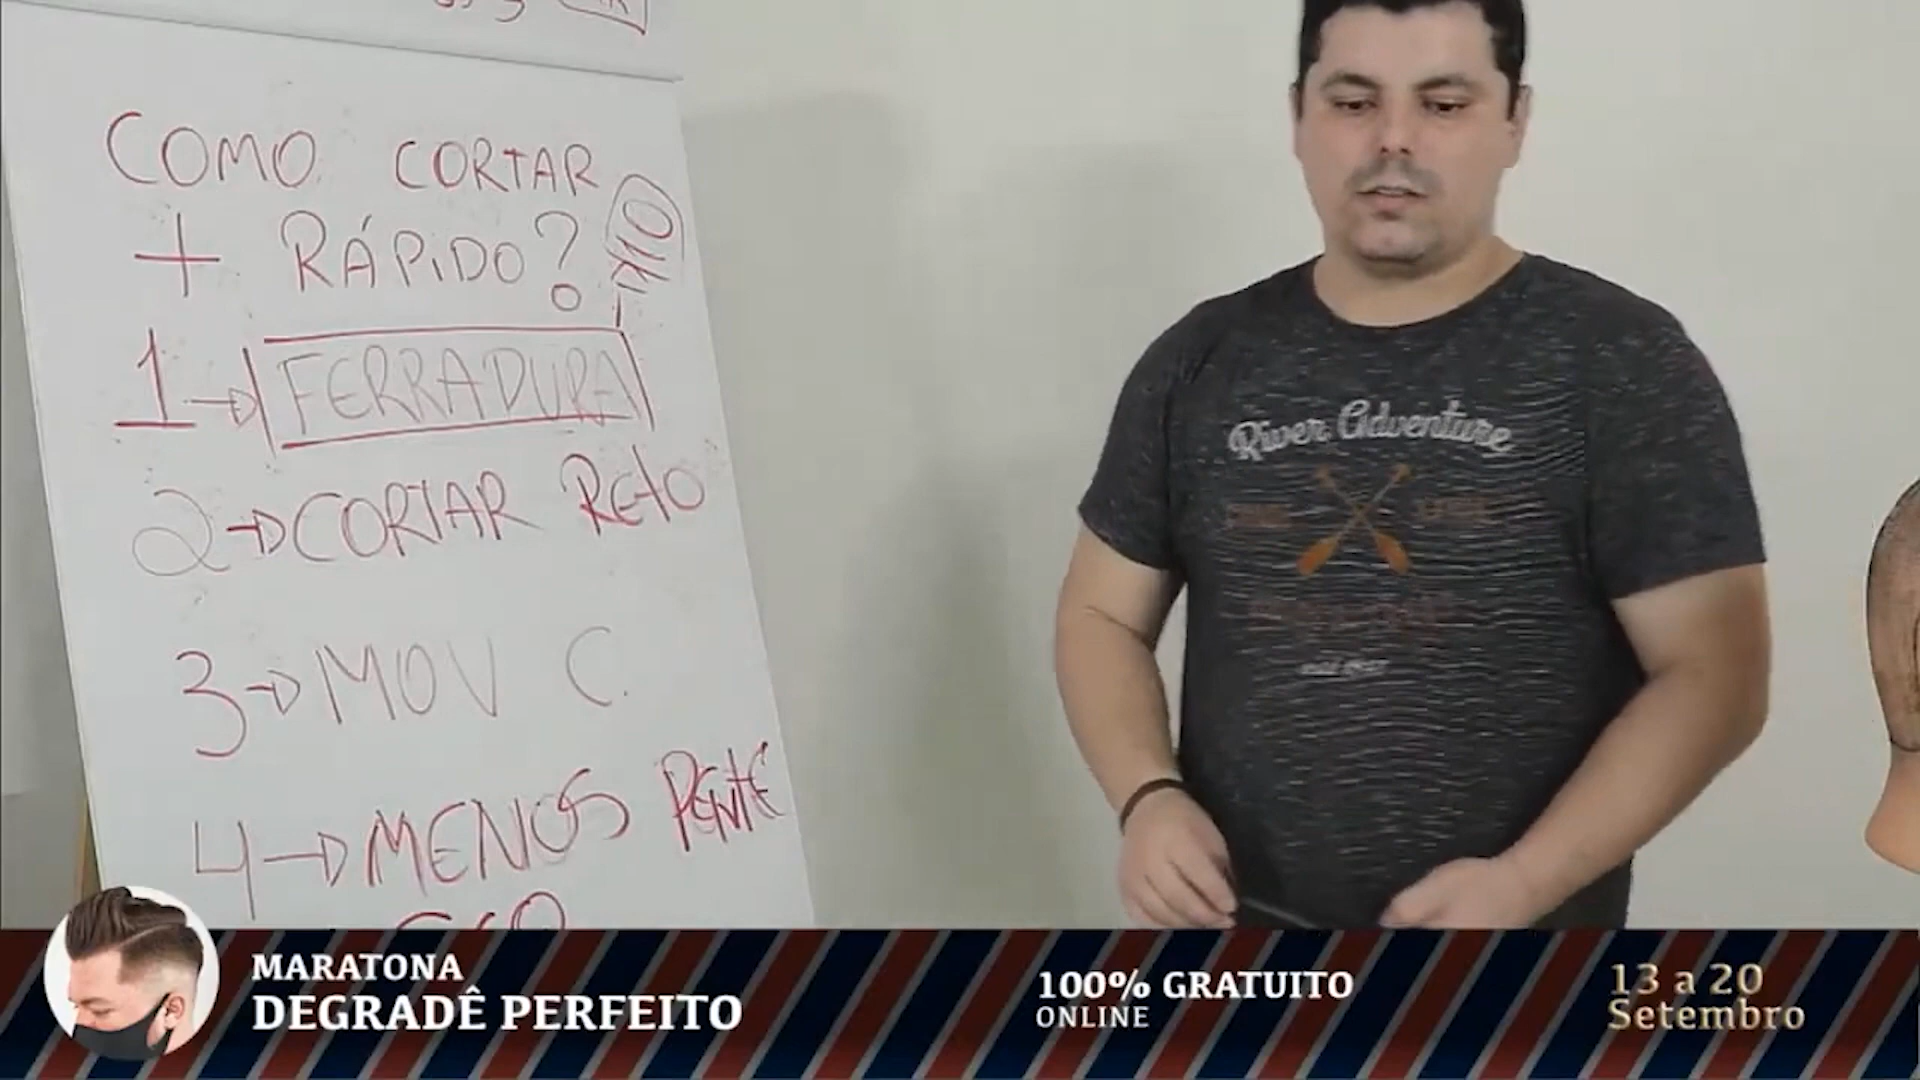 COMO CORTAR
+ RÁPIDO?
1→ FERRADURA
2→CORTAR RETO
3→MOV C.
4→MENOS PENTE
River Adventure
MARATONA
DEGRADÊ PERFEITO
100% GRATUITO
ONLINE
13 a 20
Setembro